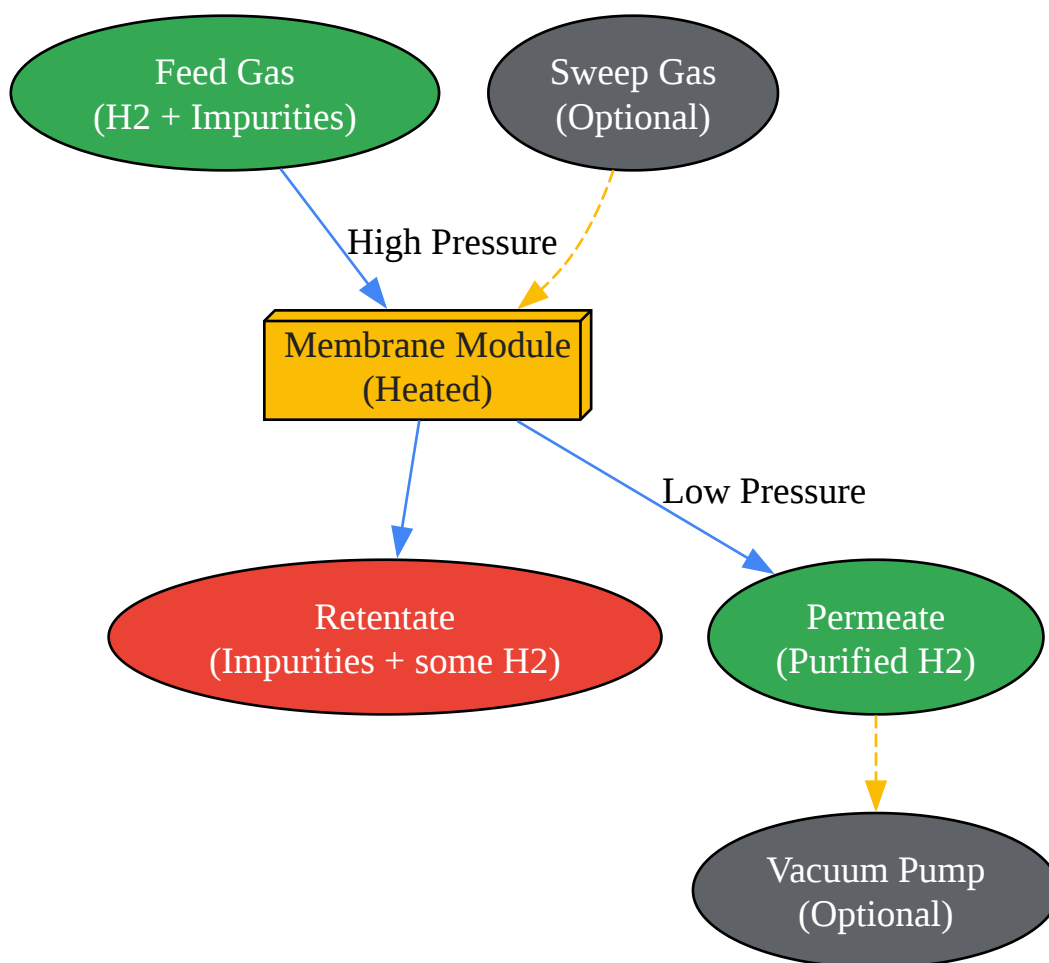 Feed Gas
(H2 + Impurities)
Sweep Gas
(Optional)
High Pressure
Membrane Module
(Heated)
Low Pressure
Retentate
(Impurities + some H2)
Permeate
(Purified H2)
Vacuum Pump
(Optional)